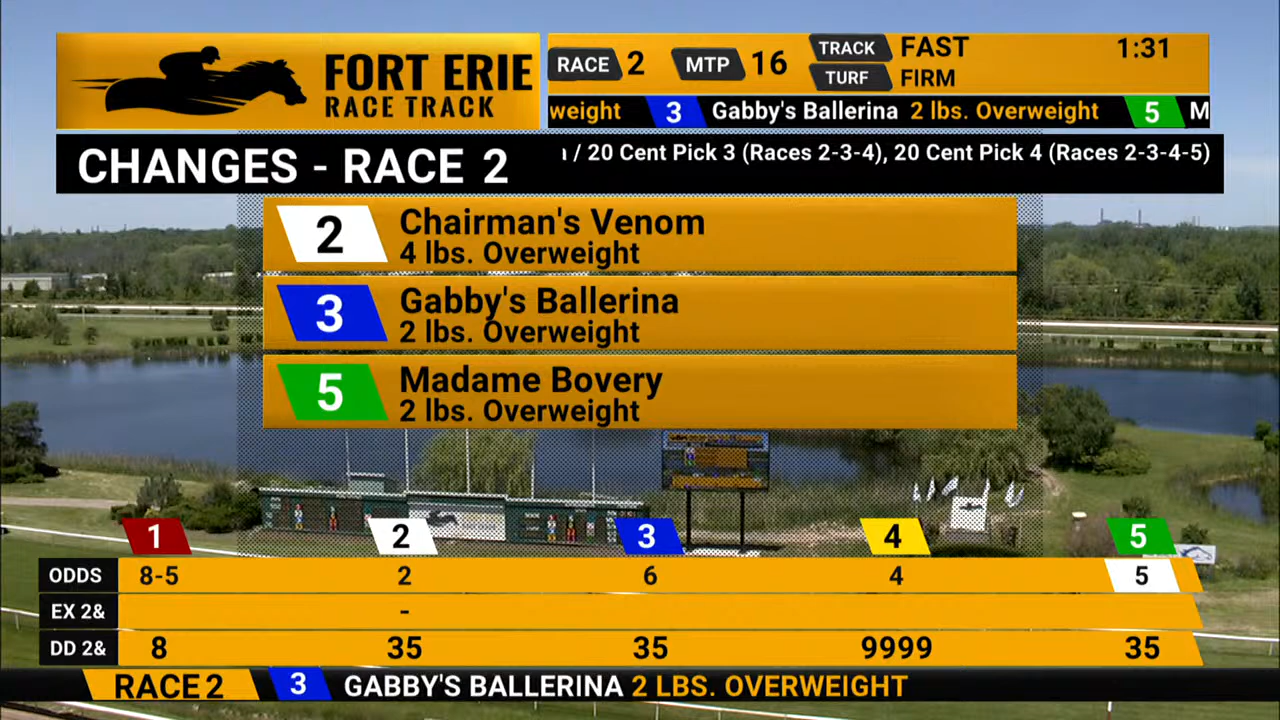 FORT ERIE
RACE TRACK
RACE 2 MTP 16 TRACK FAST 1:31
TURF FIRM
weight 3 Gabby's Ballerina 2 lbs. Overweight 5 M
CHANGES - RACE 2
/ 20 Cent Pick 3 (Races 2-3-4), 20 Cent Pick 4 (Races 2-3-4-5)
2 Chairman's Venom
4 lbs. Overweight
3 Gabby's Ballerina
2 lbs. Overweight
5 Madame Bovery
2 lbs. Overweight
1 2 3 4 5
ODDS 8-5 2 6 4 5
EX 2& -
DD 2& 8 35 35 9999 35
RACE 2 3 GABBY'S BALLERINA 2 LBS. OVERWEIGHT